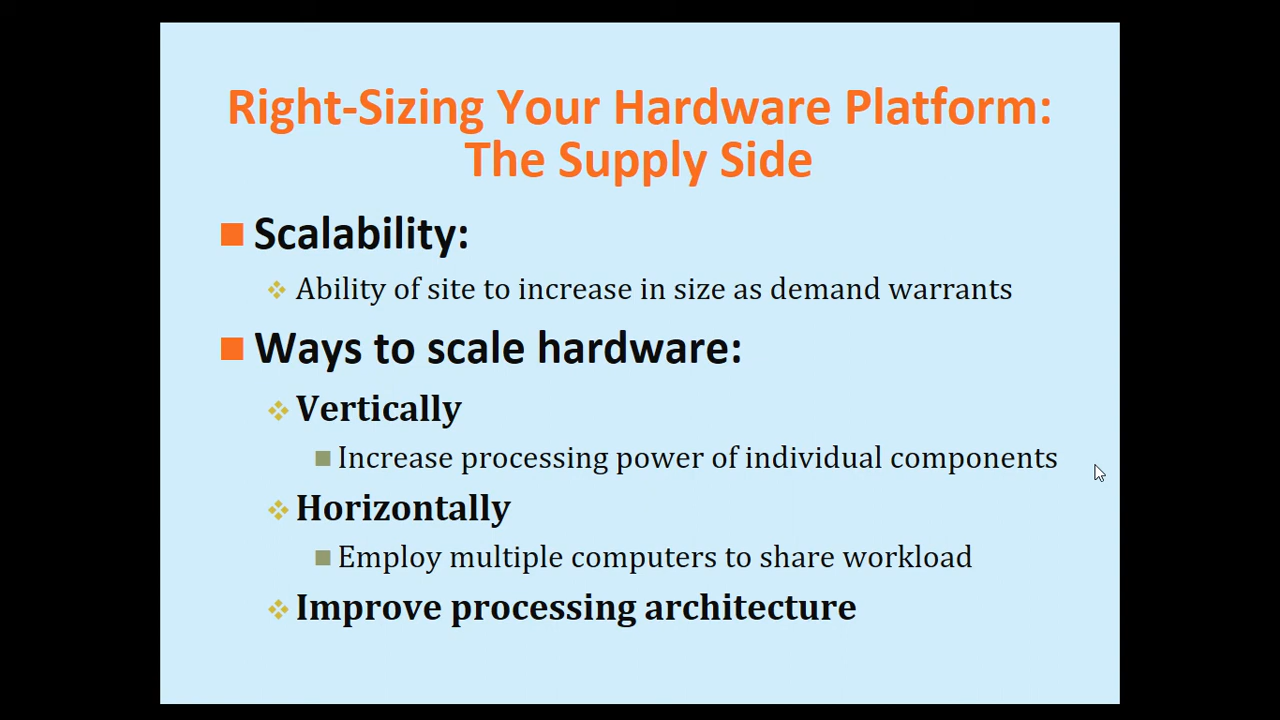 Right-Sizing Your Hardware Platform:
The Supply Side
Scalability:
Ability of site to increase in size as demand warrants
Ways to scale hardware:
Vertically
Increase processing power of individual components
Horizontally
Employ multiple computers to share workload
Improve processing architecture